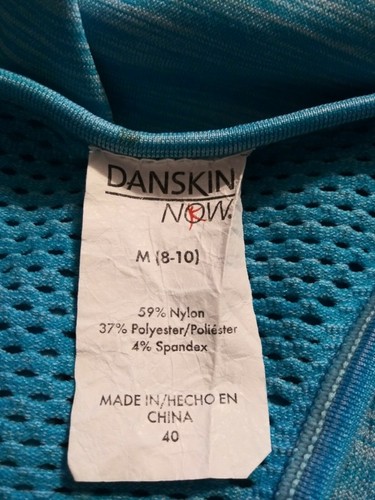 DANSKIN
NOW.
M (8-10)
59% Nylon
37% Polyester/Poliéster
4% Spandex
MADE IN/HECHO EN
CHINA
40